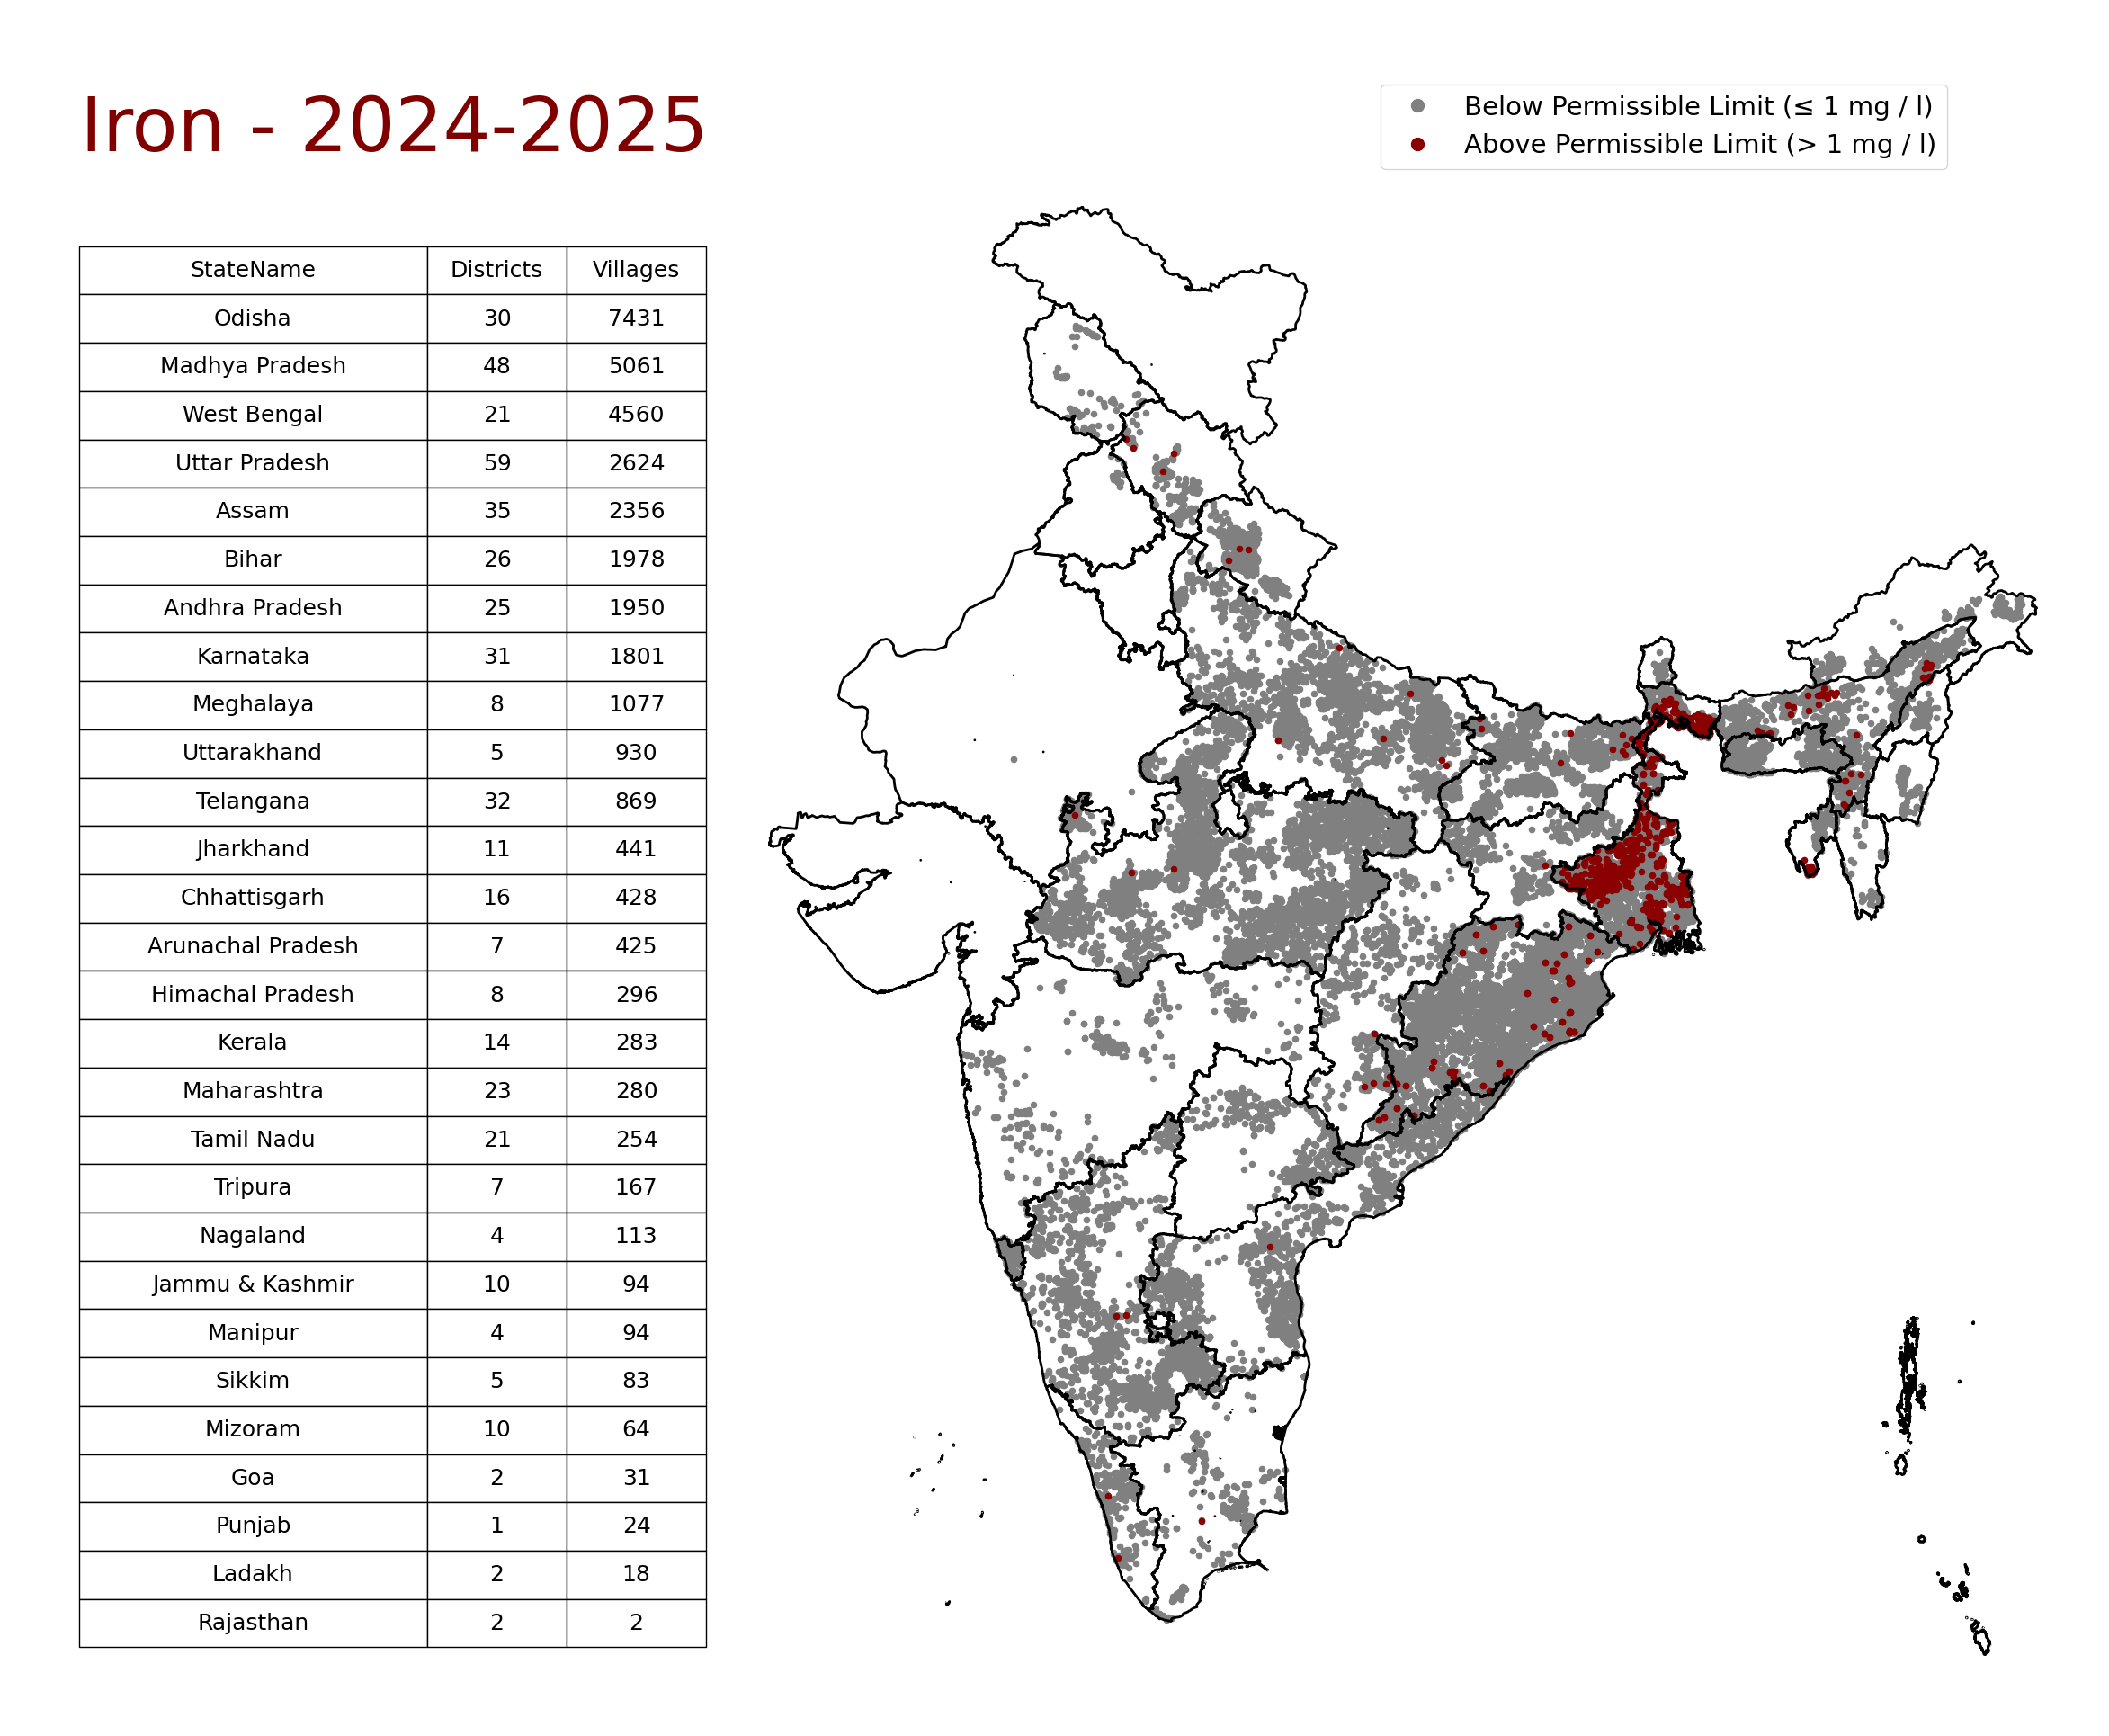 Iron - 2024-2025
Below Permissible Limit (≤ 1 mg / l)
Above Permissible Limit (> 1 mg / l)
StateName Districts Villages
Odisha 30 7431
Madhya Pradesh 48 5061
West Bengal 21 4560
Uttar Pradesh 59 2624
Assam 35 2356
Bihar 26 1978
Andhra Pradesh 25 1950
Karnataka 31 1801
Meghalaya 8 1077
Uttarakhand 5 930
Telangana 32 869
Jharkhand 11 441
Chhattisgarh 16 428
Arunachal Pradesh 7 425
Himachal Pradesh 8 296
Kerala 14 283
Maharashtra 23 280
Tamil Nadu 21 254
Tripura 7 167
Nagaland 4 113
Jammu & Kashmir 10 94
Manipur 4 94
Sikkim 5 83
Mizoram 10 64
Goa 2 31
Punjab 1 24
Ladakh 2 18
Rajasthan 2 2